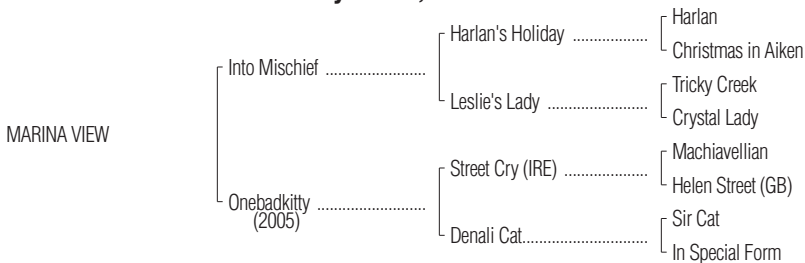 Harlan
Harlan's Holiday .................
Christmas in Aiken
Into Mischief .......................
Tricky Creek
Leslie's Lady .......................
Crystal Lady
MARINA VIEW
Machiavellian
Street Cry (IRE) ...................
Helen Street (GB)
Onebadkitty .........................
(2005)
Sir Cat
Denali Cat.............................
In Special Form